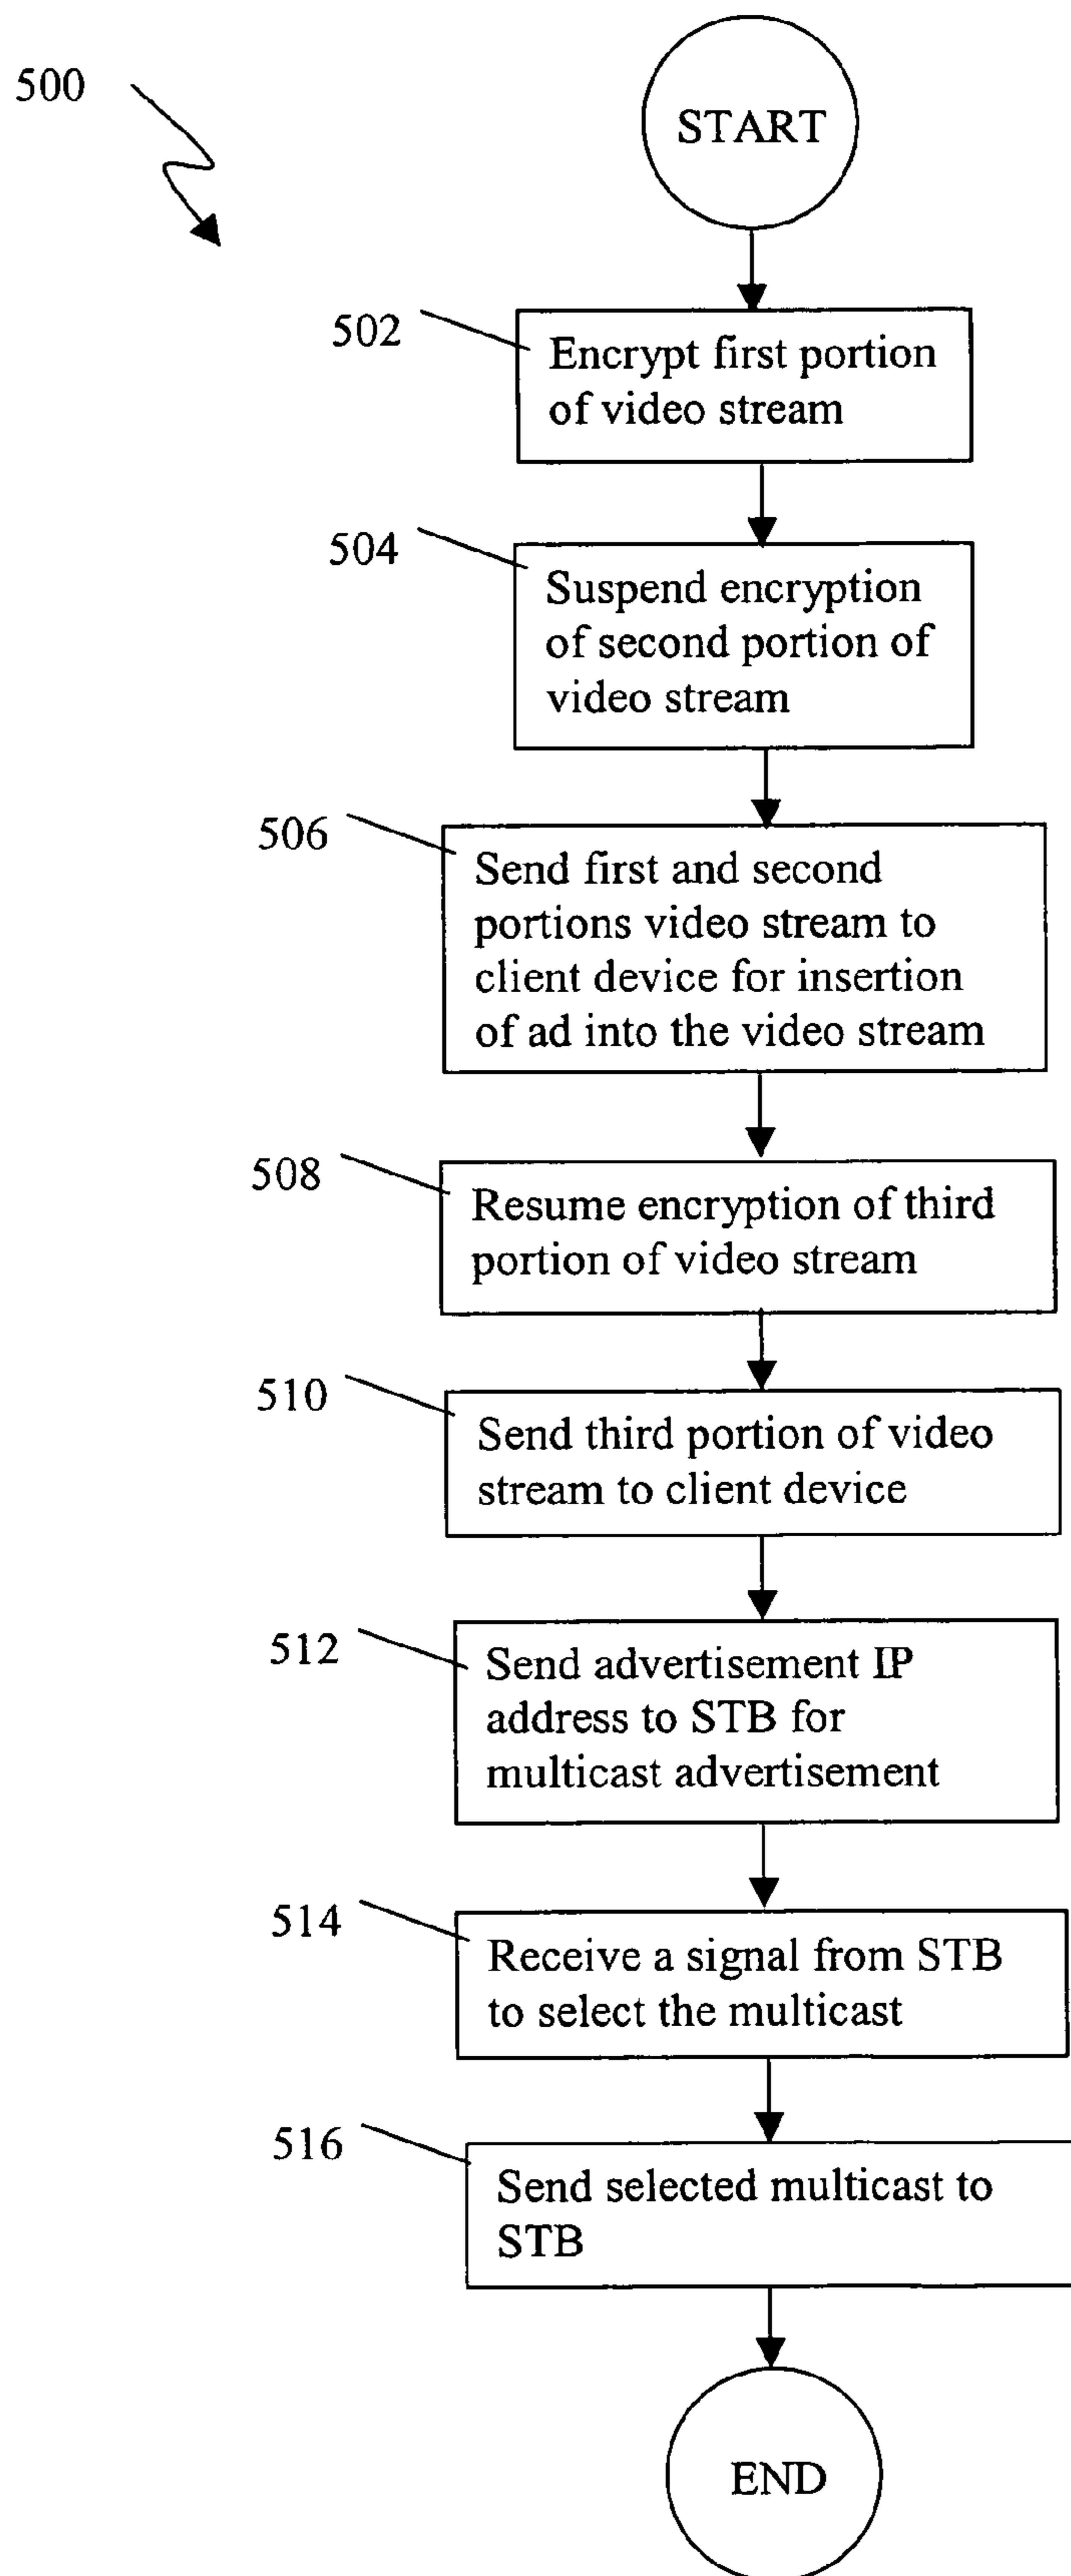 500
START
502
Encrypt first portion
of video stream
504
Suspend encryption
of second portion of
video stream
506
Send first and second
portions video stream to
client device for insertion
of ad into the video stream
508
Resume encryption of third
portion of video stream
510
Send third portion of video
stream to client device
512
Send advertisement IP
address to STB for
multicast advertisement
514
Receive a signal from STB
to select the multicast
516
Send selected multicast to
STB
END